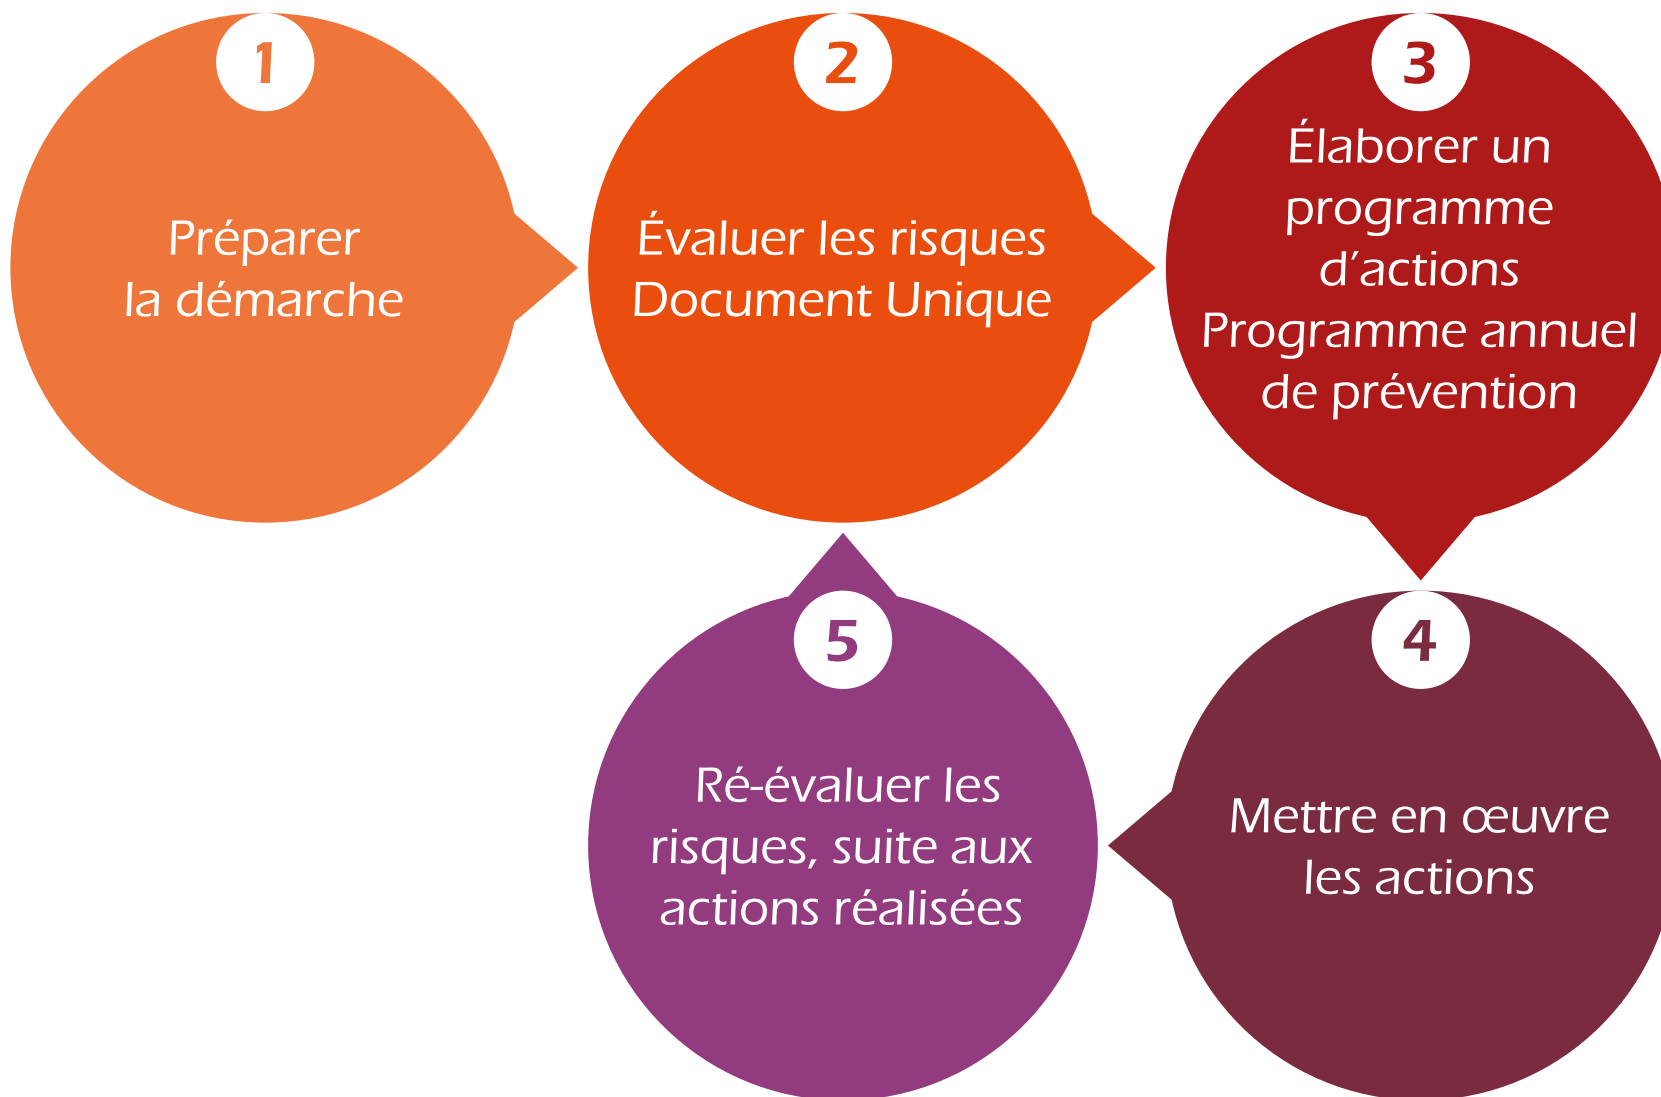 1
Préparer
la démarche
2
Évaluer les risques
Document Unique
3
Élaborer un
programme
d’actions
Programme annuel
de prévention
4
Mettre en œuvre
les actions
5
Ré-évaluer les
risques, suite aux
actions réalisées